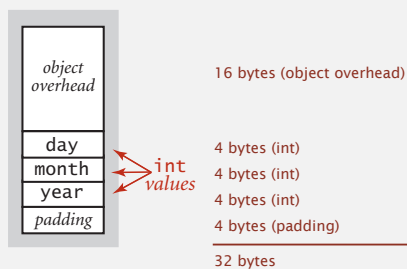 object
overhead
16 bytes (object overhead)
day
4 bytes (int)
month
int
4 bytes (int)
year
values
4 bytes (int)
padding
4 bytes (padding)
32 bytes